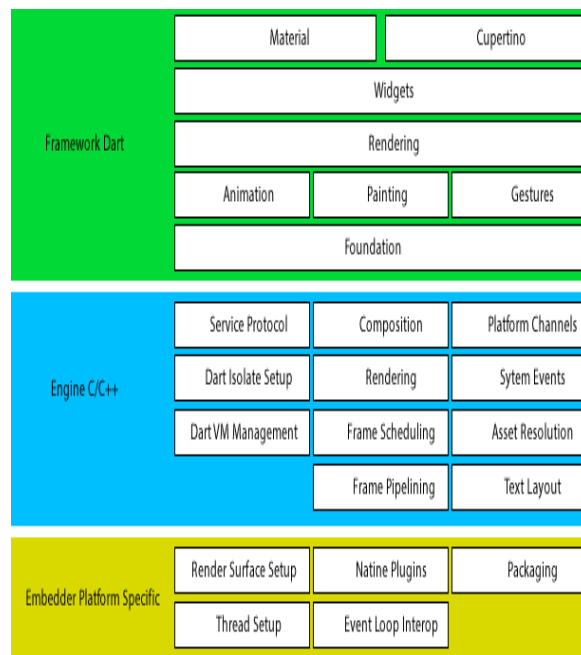 Material
Cupertino
Widgets
Framework Dart
Rendering
Animation
Painting
Gestures
Foundation
Service Protocol
Composition
Platform Channels
Engine C/C++
Dart Isolate Setup
Rendering
Sytem Events
Dart VM Management
Frame Scheduling
Asset Resolution
Frame Pipelining
Text Layout
Embedder Platform Specific
Render Surface Setup
Natine Plugins
Packaging
Thread Setup
Event Loop Interop